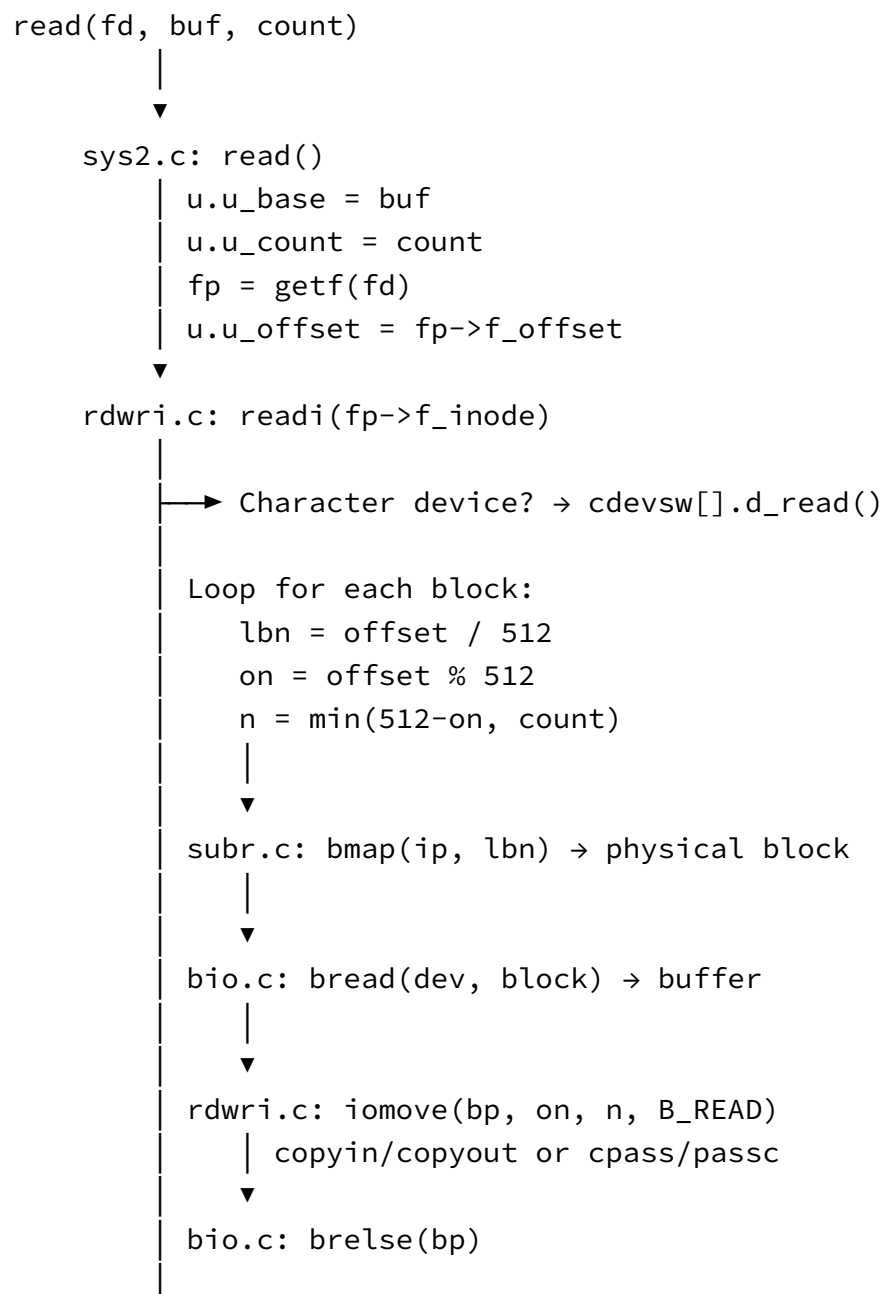 read(fd, buf, count)
sys2.c: read()
u.u_base = buf
u.u_count = count
fp = getf(fd)
u.u_offset = fp->f_offset
rdwri.c: readi(fp->f_inode)
Character device? → cdevsw[].d_read()
Loop for each block:
lbn = offset / 512
on = offset % 512
n = min(512-on, count)
subr.c: bmap(ip, lbn) → physical block
bio.c: bread(dev, block) → buffer
rdwri.c: iomove(bp, on, n, B_READ)
copyin/copyout or cpass/passc
bio.c: brelse(bp)